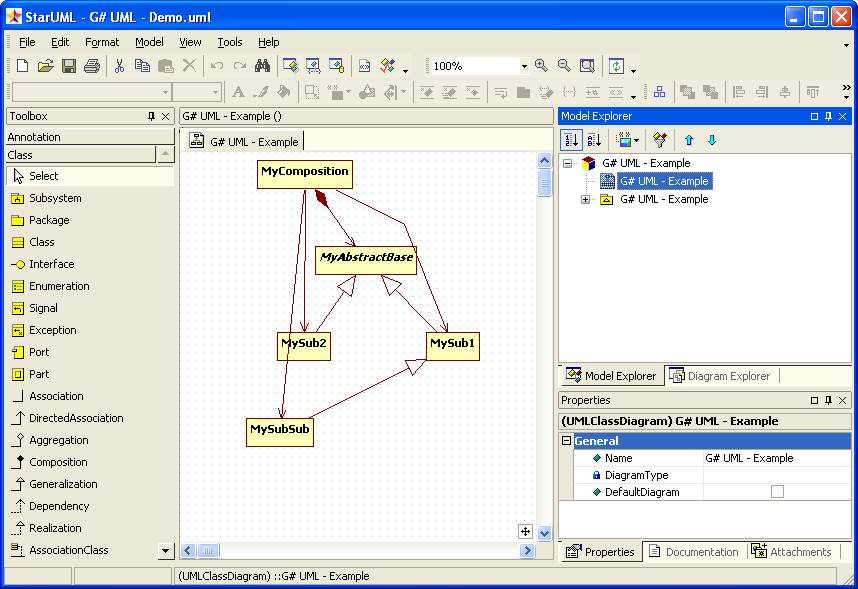 StarUML - G# UML - Demo.uml
File Edit Format Model View Tools Help
100%
Toolbox
Annotation
Class
Select
Subsystem
Package
Class
Interface
Enumeration
Signal
Exception
Port
Part
Association
DirectedAssociation
Aggregation
Composition
Generalization
Dependency
Realization
AssociationClass
G# UML - Example ()
G# UML - Example
MyComposition
MyAbstractBase
MySub2
MySub1
MySubSub
Model Explorer
G# UML - Example
G# UML - Example
G# UML - Example
Model Explorer Diagram Explorer
Properties
(UMLClassDiagram) G# UML - Example
General
Name G# UML - Example
DiagramType
DefaultDiagram
Properties Documentation Attachments
(UMLClassDiagram) ::G# UML - Example